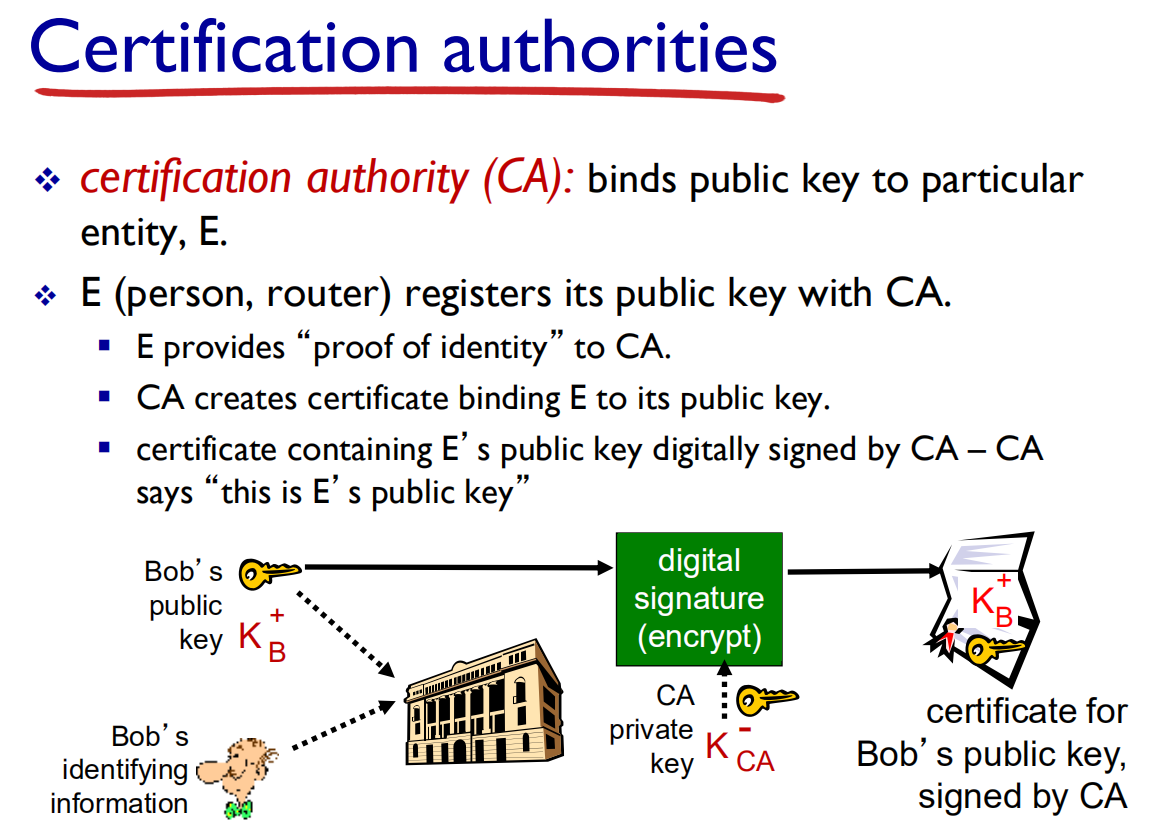 Certification authorities
certification authority (CA): binds public key to particular
entity, E.
E (person, router) registers its public key with CA.
E provides “proof of identity” to CA.
CA creates certificate binding E to its public key.
certificate containing E’s public key digitally signed by CA – CA
says “this is E’s public key”
Bob’s
public
key
K+B
digital
signature
(encrypt)
K+B
CA
private
key
K-CA
Bob’s
identifying
information
certificate for
Bob’s public key,
signed by CA